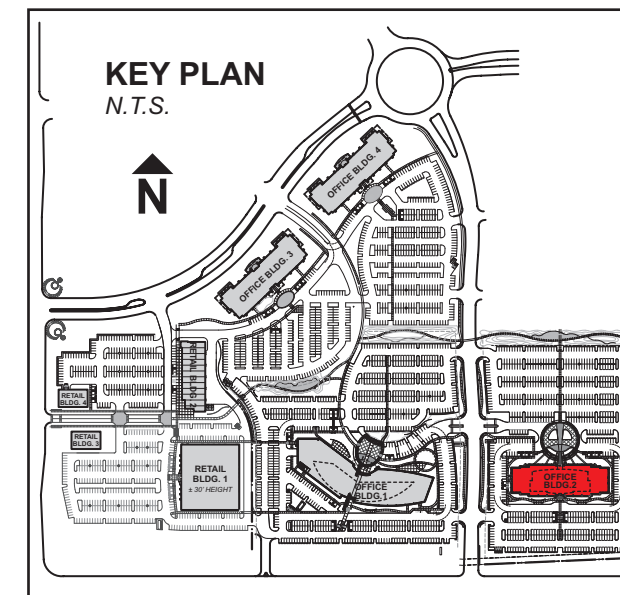 KEY PLAN
N.T.S.
N
OFFICE BLDG. 4
OFFICE BLDG. 3
RETAIL BLDG. 2
RETAIL
BLDG. 4
RETAIL
BLDG. 3
RETAIL
BLDG. 1
± 30' HEIGHT
OFFICE
BLDG.1
OFFICE
BLDG.2